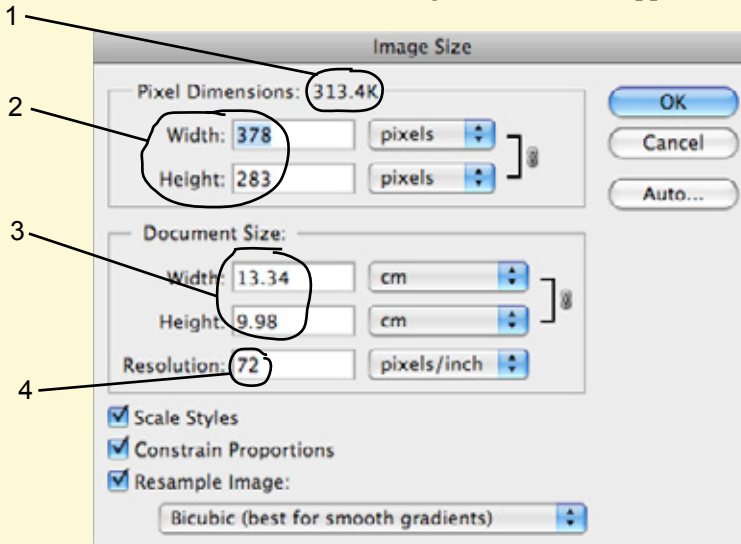 1
Image Size
Pixel Dimensions: 313.4K
OK
2
Width: 378 pixels
Cancel
Height: 283 pixels
Auto...
3
Document Size:
Width: 13.34 cm
Height: 9.98 cm
4
Resolution: 72 pixels/inch
Scale Styles
Constrain Proportions
Resample Image:
Bicubic (best for smooth gradients)